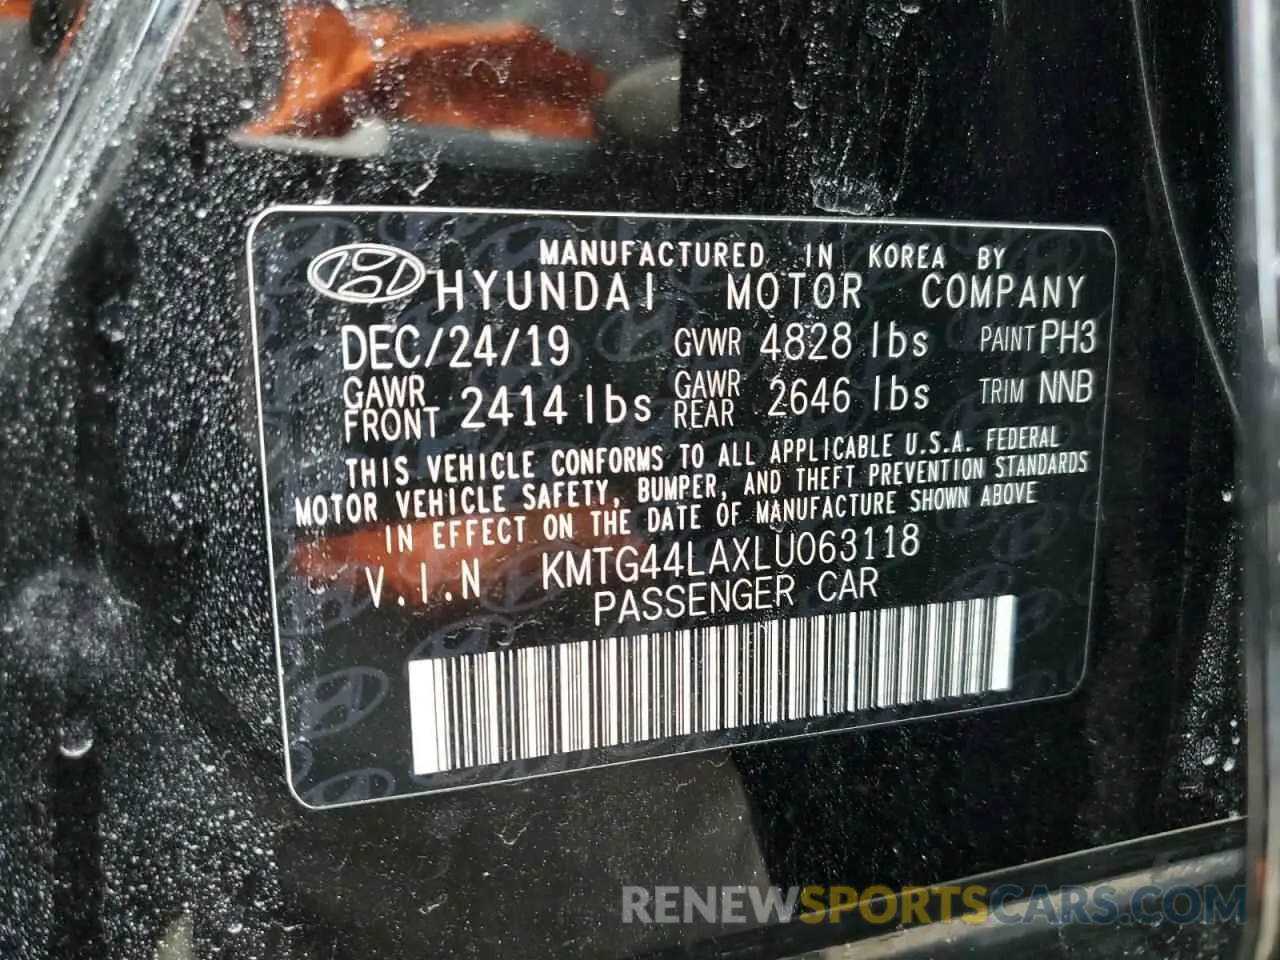 MANUFACTURED IN KOREA BY
HYUNDAI MOTOR COMPANY
DEC/24/19 GVWR 4828 lbs PAINT PH3
GAWR FRONT 2414 lbs GAWR REAR 2646 lbs TRIM NNB
THIS VEHICLE CONFORMS TO ALL APPLICABLE U.S.A. FEDERAL
MOTOR VEHICLE SAFETY, BUMPER, AND THEFT PREVENTION STANDARDS
IN EFFECT ON THE DATE OF MANUFACTURE SHOWN ABOVE
V.I.N KMTG44LAXLU063118
PASSENGER CAR
RENEWSPORTSCARS.COM